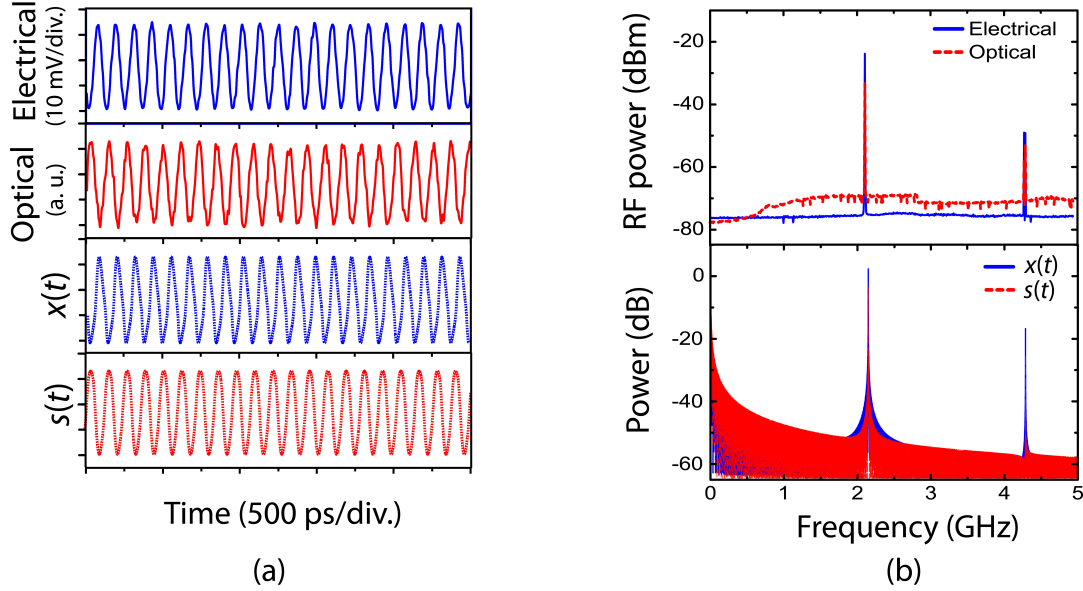 Electrical
(10 mV/div.)
Optical
(a. u.)
x(t)
s(t)
Time (500 ps/div.)
(a)
RF power (dBm)
-20
-40
-60
-80
Electrical
Optical
Power (dB)
0
-20
-40
-60
x(t)
s(t)
0 1 2 3 4 5
Frequency (GHz)
(b)